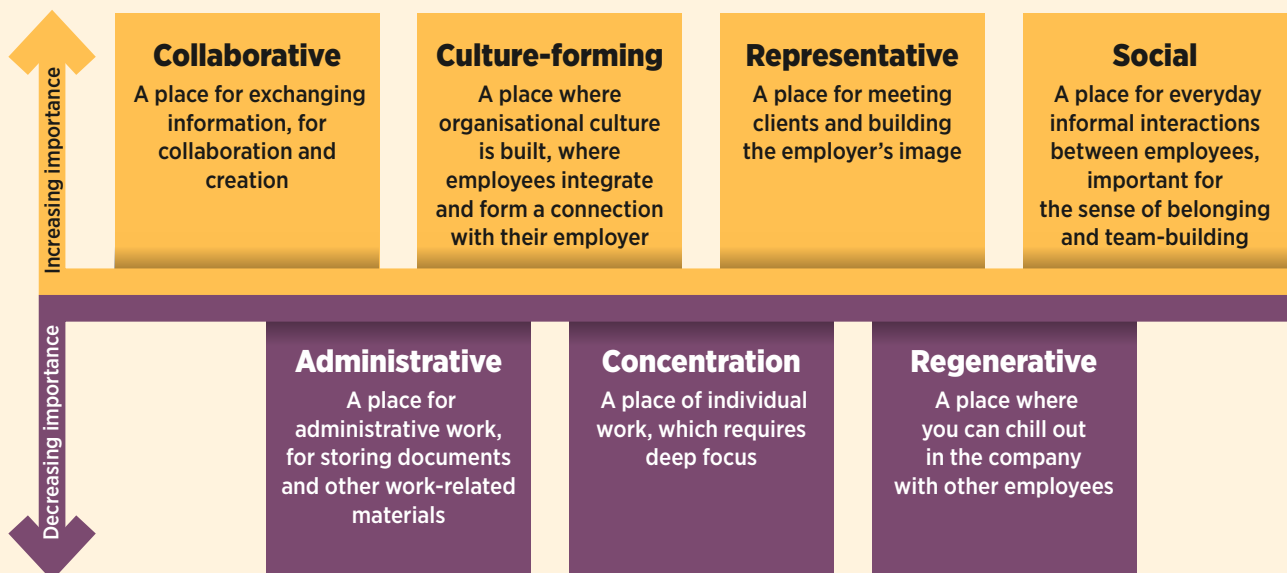 Increasing importance
Collaborative
A place for exchanging
information, for
collaboration and
creation
Culture-forming
A place where
organisational culture
is built, where
employees integrate
and form a connection
with their employer
Representative
A place for meeting
clients and building
the employer's image
Social
A place for everyday
informal interactions
between employees,
important for
the sense of belonging
and team-building
Decreasing importance
Administrative
A place for
administrative work,
for storing documents
and other work-related
materials
Concentration
A place of individual
work, which requires
deep focus
Regenerative
A place where
you can chill out
in the company
with other employees